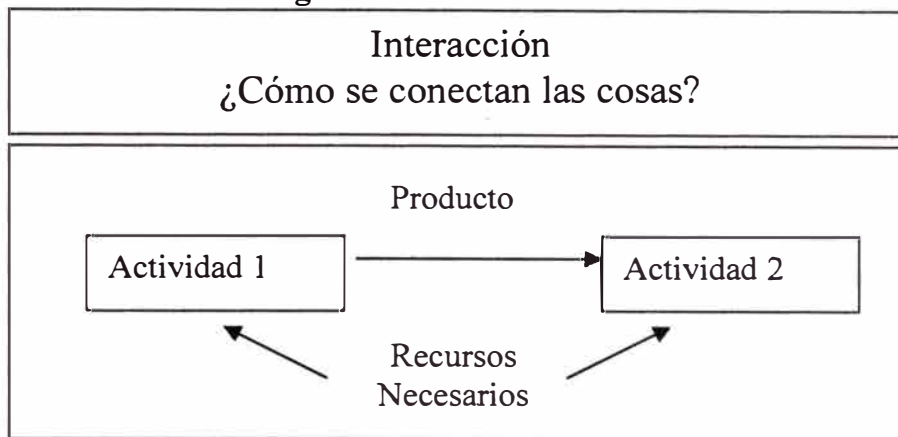 Interacción
¿Cómo se conectan las cosas?
Producto
Actividad 1
Actividad 2
Recursos
Necesarios